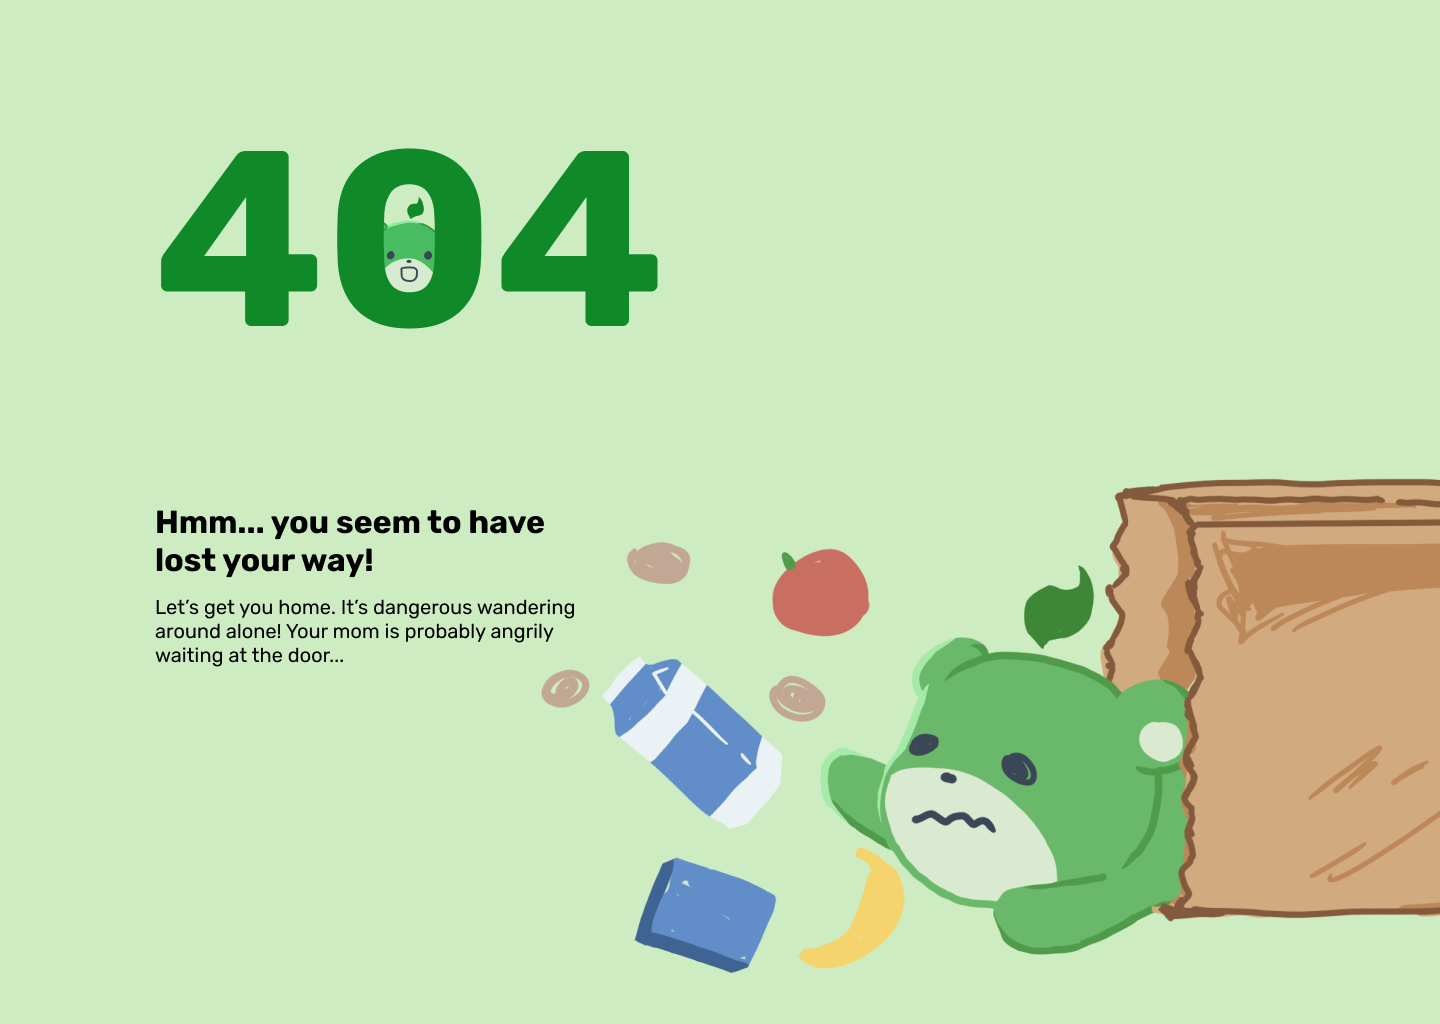 404
Hmm... you seem to have
lost your way!
Let’s get you home. It’s dangerous wandering
around alone! Your mom is probably angrily
waiting at the door...